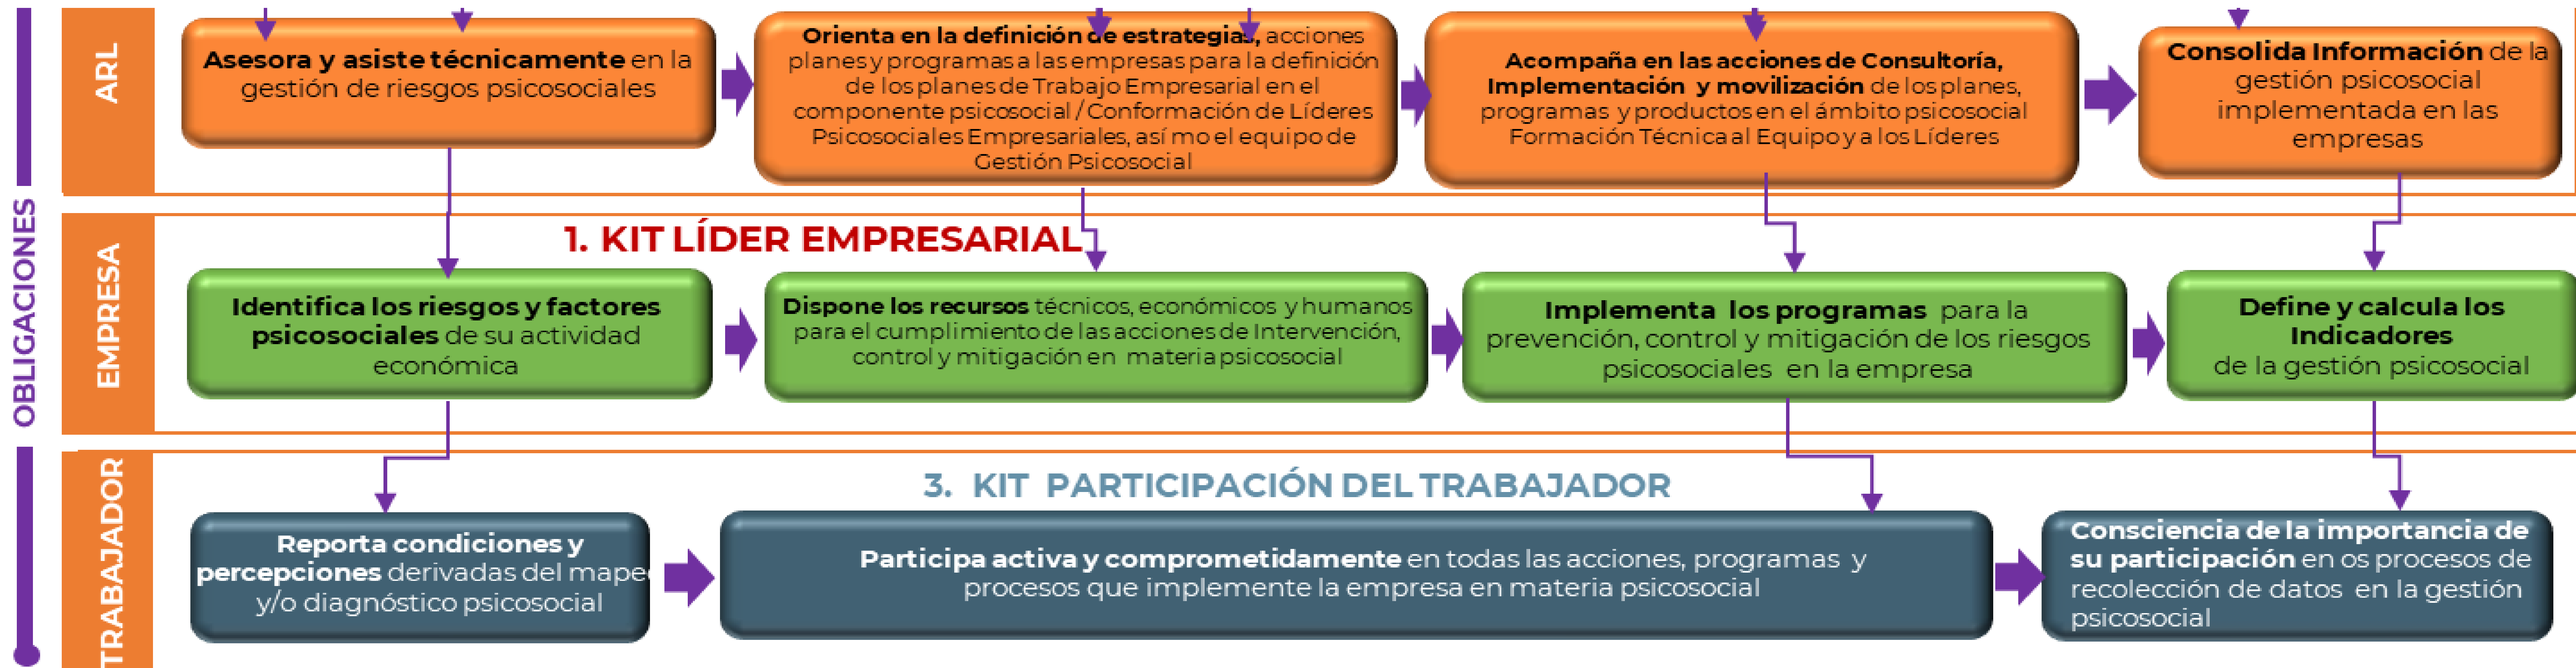 OBLIGACIONES
ARL
Asesora y asiste técnicamente en la
gestión de riesgos psicosociales
Orienta en la definición de estrategias, acciones
planes y programas a las empresas para la definición
de los planes de Trabajo Empresarial en el
componente psicosocial / Conformación de Líderes
Psicosociales Empresariales, así mo el equipo de
Gestión Psicosocial
Acompaña en las acciones de Consultoría,
Implementación y movilización de los planes,
programas y productos en el ámbito psicosocial
Formación Técnica al Equipo y a los Líderes
Consolida Información de la
gestión psicosocial
implementada en las
empresas
EMPRESA
1. KIT LÍDER EMPRESARIAL
Identifica los riesgos y factores
psicosociales de su actividad
económica
Dispone los recursos técnicos, económicos y humanos
para el cumplimiento de las acciones de Intervención,
control y mitigación en materia psicosocial
Implementa los programas para la
prevención, control y mitigación de los riesgos
psicosociales en la empresa
Define y calcula los
Indicadores
de la gestión psicosocial
TRABAJADOR
3. KIT PARTICIPACIÓN DEL TRABAJADOR
Reporta condiciones y
percepciones derivadas del mapeo
y/o diagnóstico psicosocial
Participa activa y comprometidamente en todas las acciones, programas y
procesos que implemente la empresa en materia psicosocial
Consciencia de la importancia de
su participación en os procesos de
recolección de datos en la gestión
psicosocial